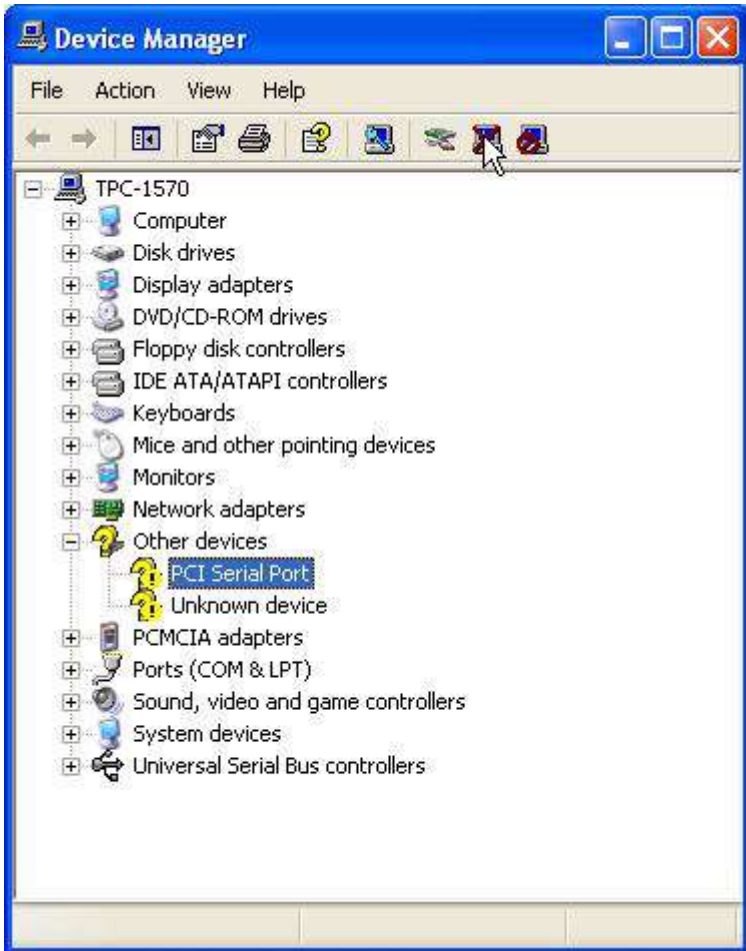 Device Manager
File Action View Help
TPC-1570
Computer
Disk drives
Display adapters
DVD/CD-ROM drives
Floppy disk controllers
IDE ATA/ATAPI controllers
Keyboards
Mice and other pointing devices
Monitors
Network adapters
Other devices
PCI Serial Port
Unknown device
PCMCIA adapters
Ports (COM & LPT)
Sound, video and game controllers
System devices
Universal Serial Bus controllers